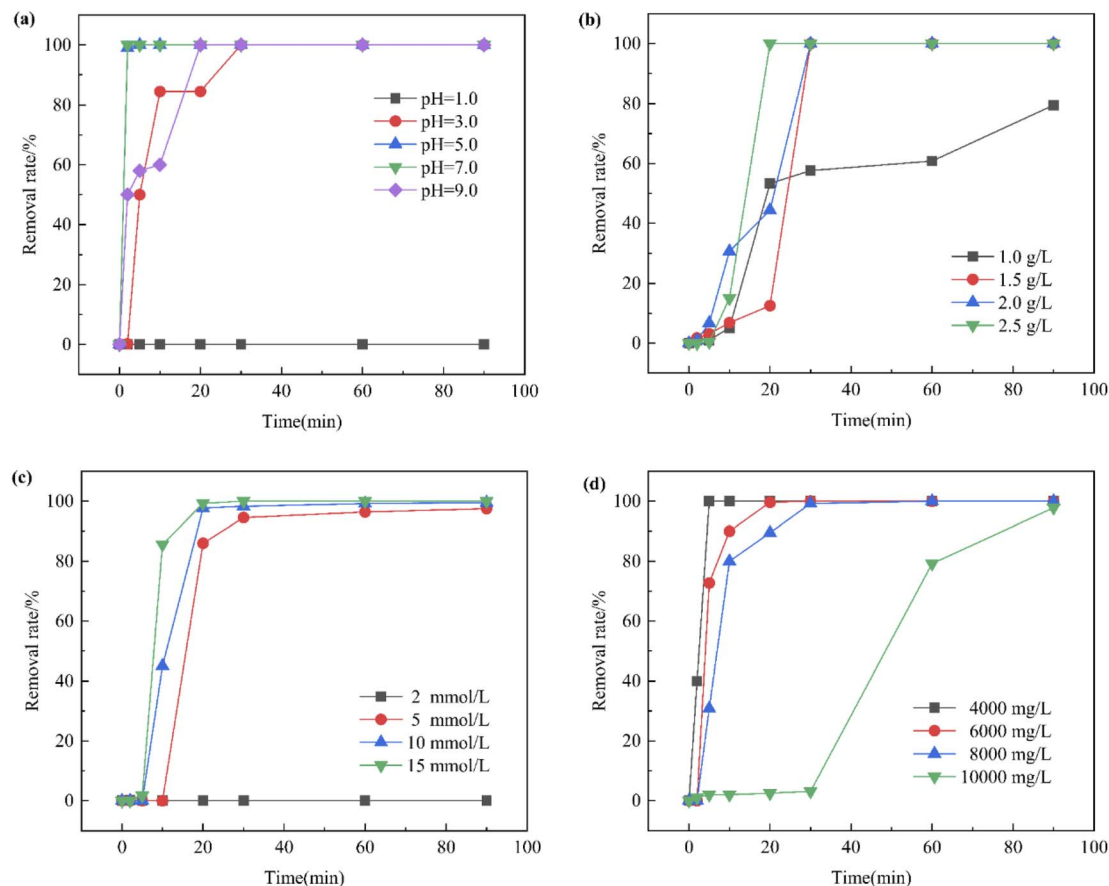 (a)
Removal rate/%
100
80
60
40
20
0
pH=1.0
pH=3.0
pH=5.0
pH=7.0
pH=9.0
0 20 40 60 80 100
Time(min)
(b)
Removal rate/%
100
80
60
40
20
0
1.0 g/L
1.5 g/L
2.0 g/L
2.5 g/L
0 20 40 60 80 100
Time(min)
(c)
Removal rate/%
100
80
60
40
20
0
2 mmol/L
5 mmol/L
10 mmol/L
15 mmol/L
0 20 40 60 80 100
Time(min)
(d)
Removal rate/%
100
80
60
40
20
0
4000 mg/L
6000 mg/L
8000 mg/L
10000 mg/L
0 20 40 60 80 100
Time(min)